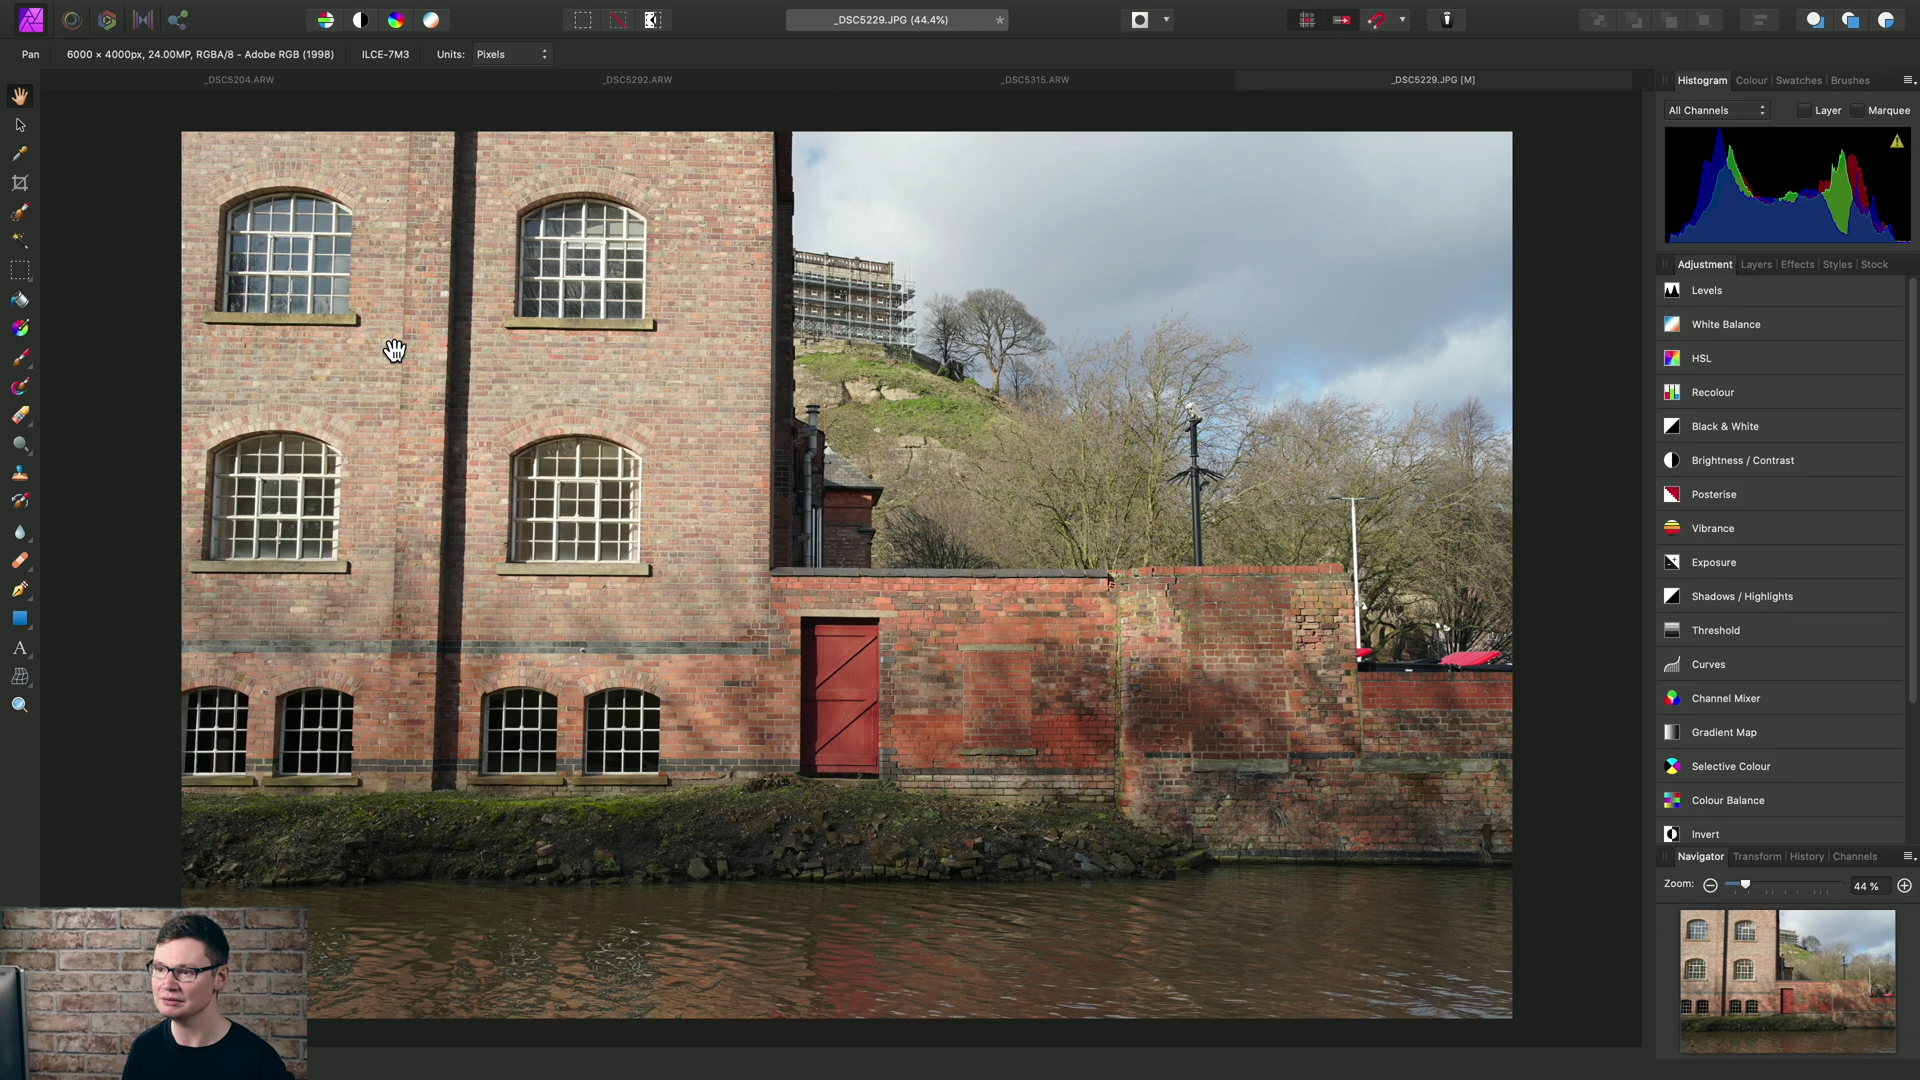 _DSC5229.JPG (44.4%)
*
Pan
6000 × 4000px, 24.00MP, RGBA/8 - Adobe RGB (1998)
ILCE-7M3
Units:
Pixels
_DSC5204.ARW
_DSC5292.ARW
_DSC5315.ARW
_DSC5229.JPG [M]
Histogram
Colour
Swatches
Brushes
All Channels
Layer
Marquee
Adjustment
Layers
Effects
Styles
Stock
Levels
White Balance
HSL
Recolour
Black & White
Brightness / Contrast
Posterise
Vibrance
Exposure
Shadows / Highlights
Threshold
Curves
Channel Mixer
Gradient Map
Selective Colour
Colour Balance
Invert
Navigator
Transform
History
Channels
Zoom:
44 %